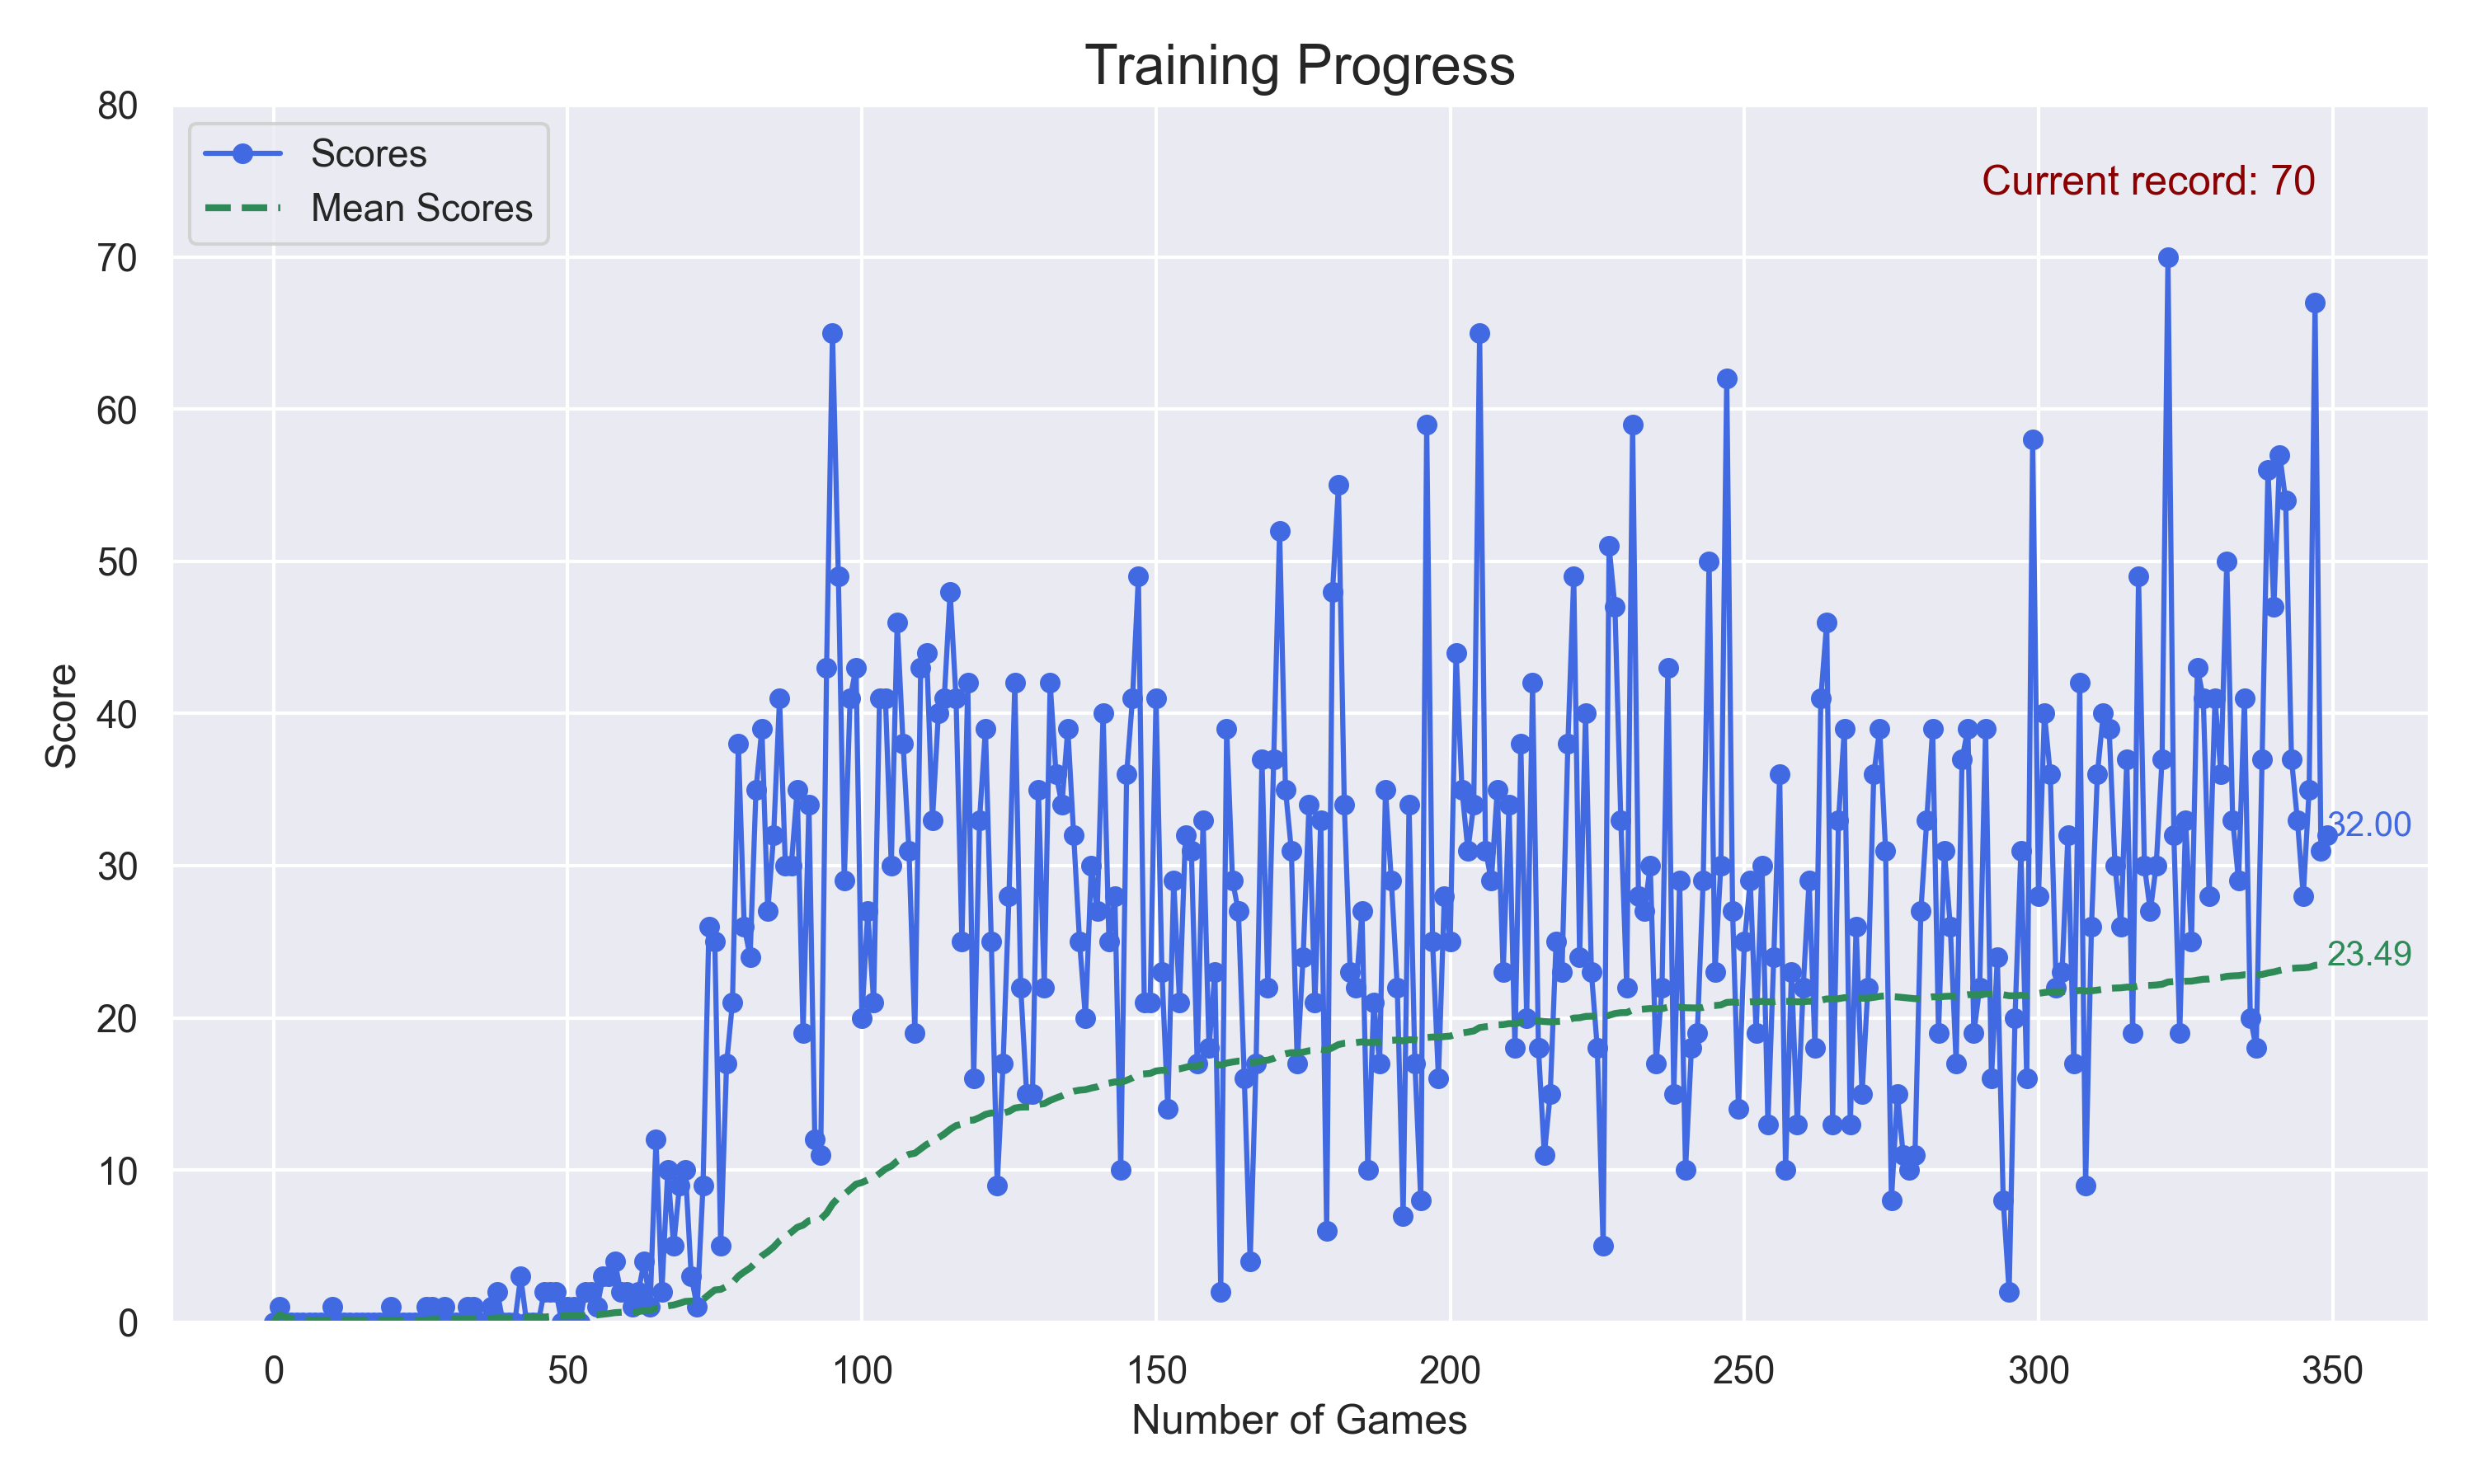 Training Progress
80
70
60
50
40
30
20
10
0
Score
Scores
Mean Scores
Current record: 70
32.00
23.49
0 50 100 150 200 250 300 350
Number of Games